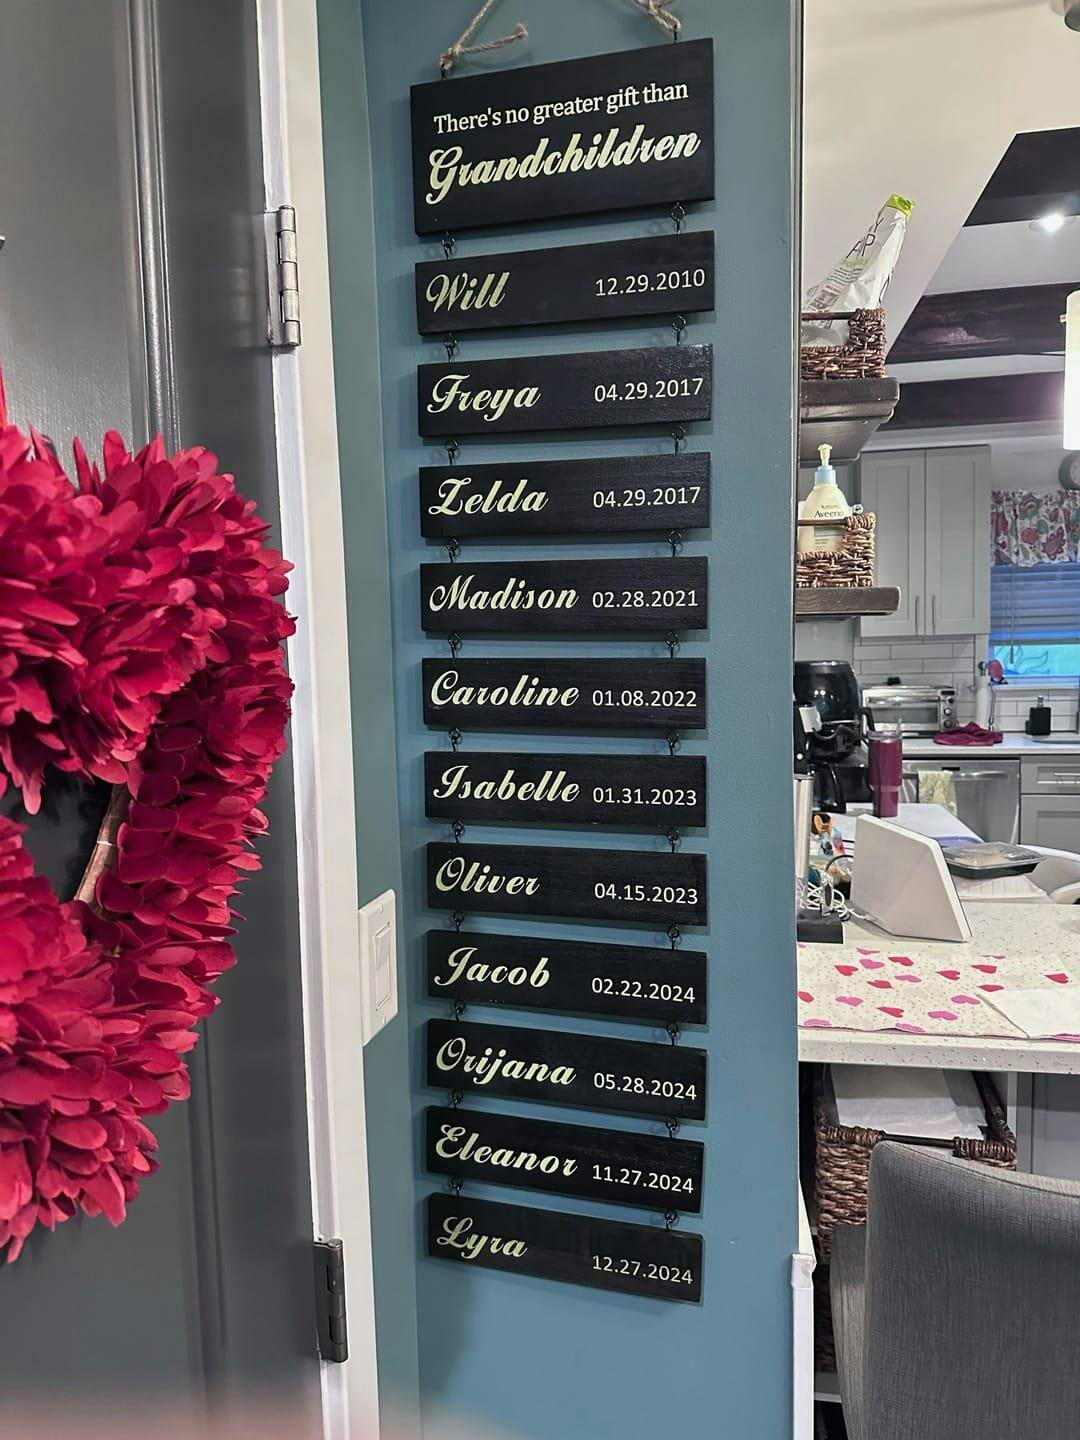 There's no greater gift than
Grandchildren
Will 12.29.2010
Freya 04.29.2017
Zelda 04.29.2017
Madison 02.28.2021
Caroline 01.08.2022
Isabelle 01.31.2023
Oliver 04.15.2023
Jacob 02.22.2024
Orijana 05.28.2024
Eleanor 11.27.2024
Lyra 12.27.2024
Aveeno